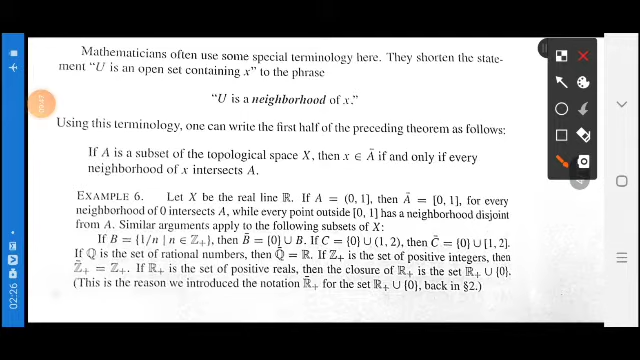 Mathematicians often use some special terminology here. They shorten the state-
ment “U is an open set containing x” to the phrase
“U is a neighborhood of x.”
Using this terminology, one can write the first half of the preceding theorem as follows:
If A is a subset of the topological space X, then x ∈ Ā if and only if every
neighborhood of x intersects A.
EXAMPLE 6. Let X be the real line ℝ. If A = (0, 1], then Ā = [0, 1], for every
neighborhood of 0 intersects A, while every point outside [0, 1] has a neighborhood disjoint
from A. Similar arguments apply to the following subsets of X:
If B = {1/n | n ∈ ℤ₊}, then B̄ = {0} ∪ B. If C = {0} ∪ (1, 2), then C̄ = {0} ∪ [1, 2].
If ℚ is the set of rational numbers, then ℚ̄ = ℝ. If ℤ₊ is the set of positive integers, then
ℤ̄₊ = ℤ₊. If ℝ₊ is the set of positive reals, then the closure of ℝ₊ is the set ℝ₊ ∪ {0}.
(This is the reason we introduced the notation ℝ̄₊ for the set ℝ₊ ∪ {0}, back in §2.)
02:26